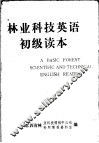 林业科技英语
初级读本
A BASIC FOREST
SCIENTIFIC AND TECHNICAL
ENGLISH READER